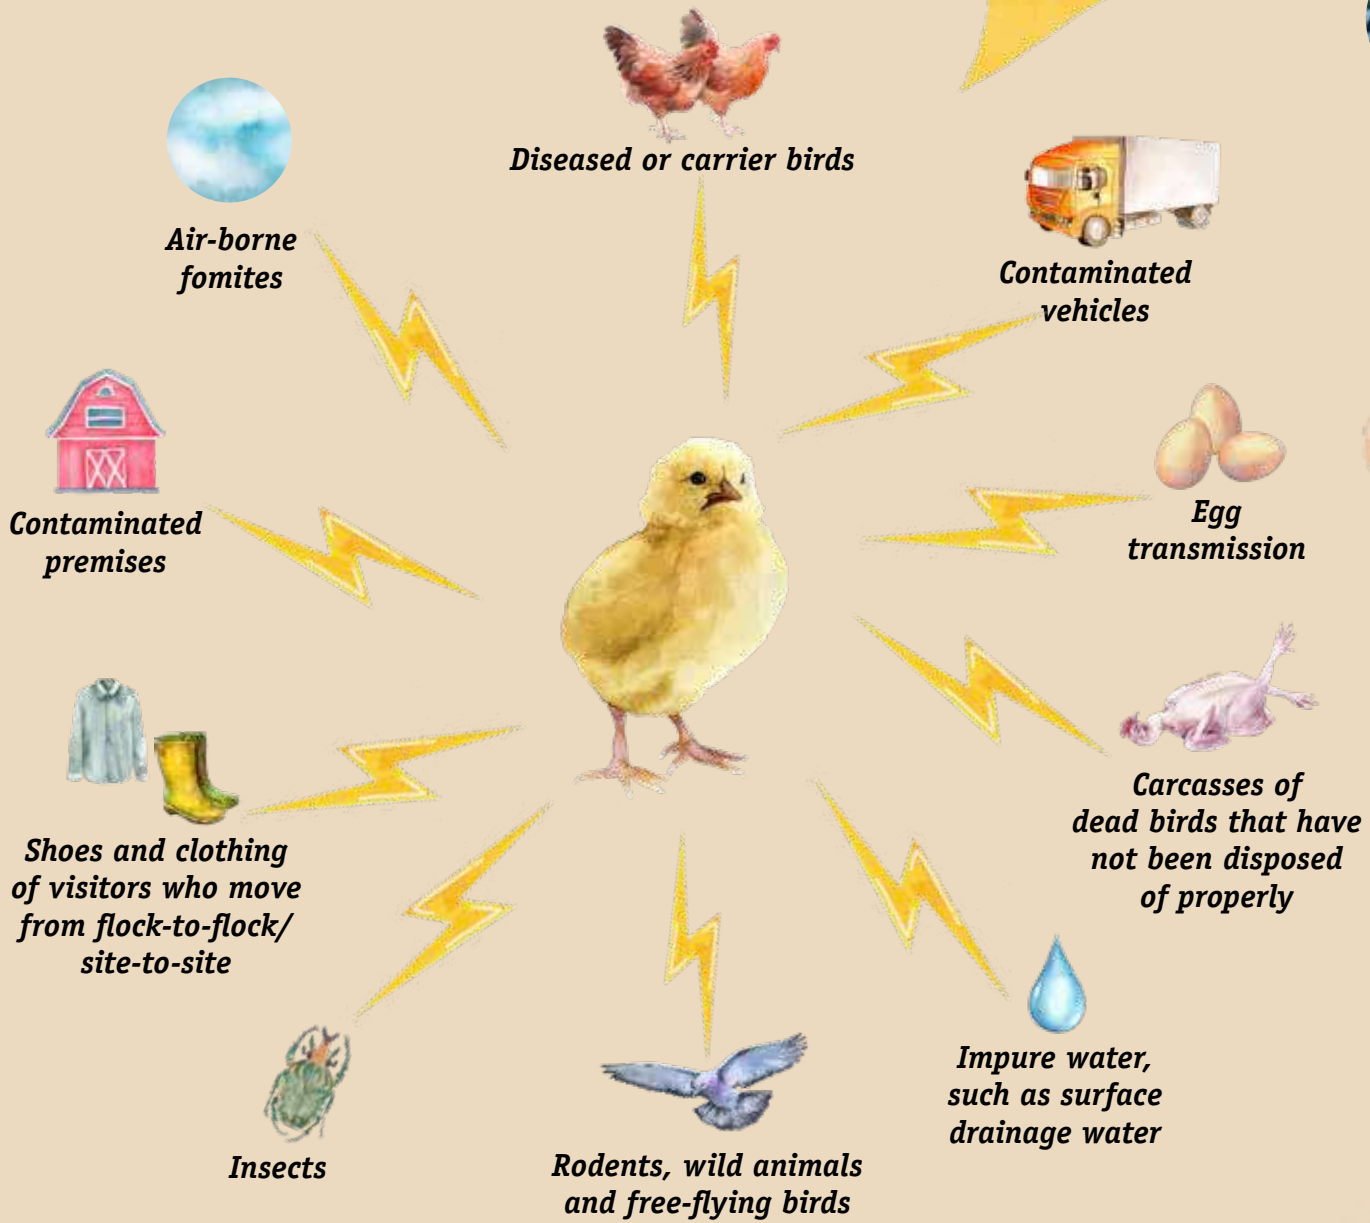 Diseased or carrier birds
Air-borne
fomites
Contaminated
vehicles
Contaminated
premises
Egg
transmission
Shoes and clothing
of visitors who move
from flock-to-flock/
site-to-site
Carcasses of
dead birds that have
not been disposed
of properly
Insects
Rodents, wild animals
and free-flying birds
Impure water,
such as surface
drainage water